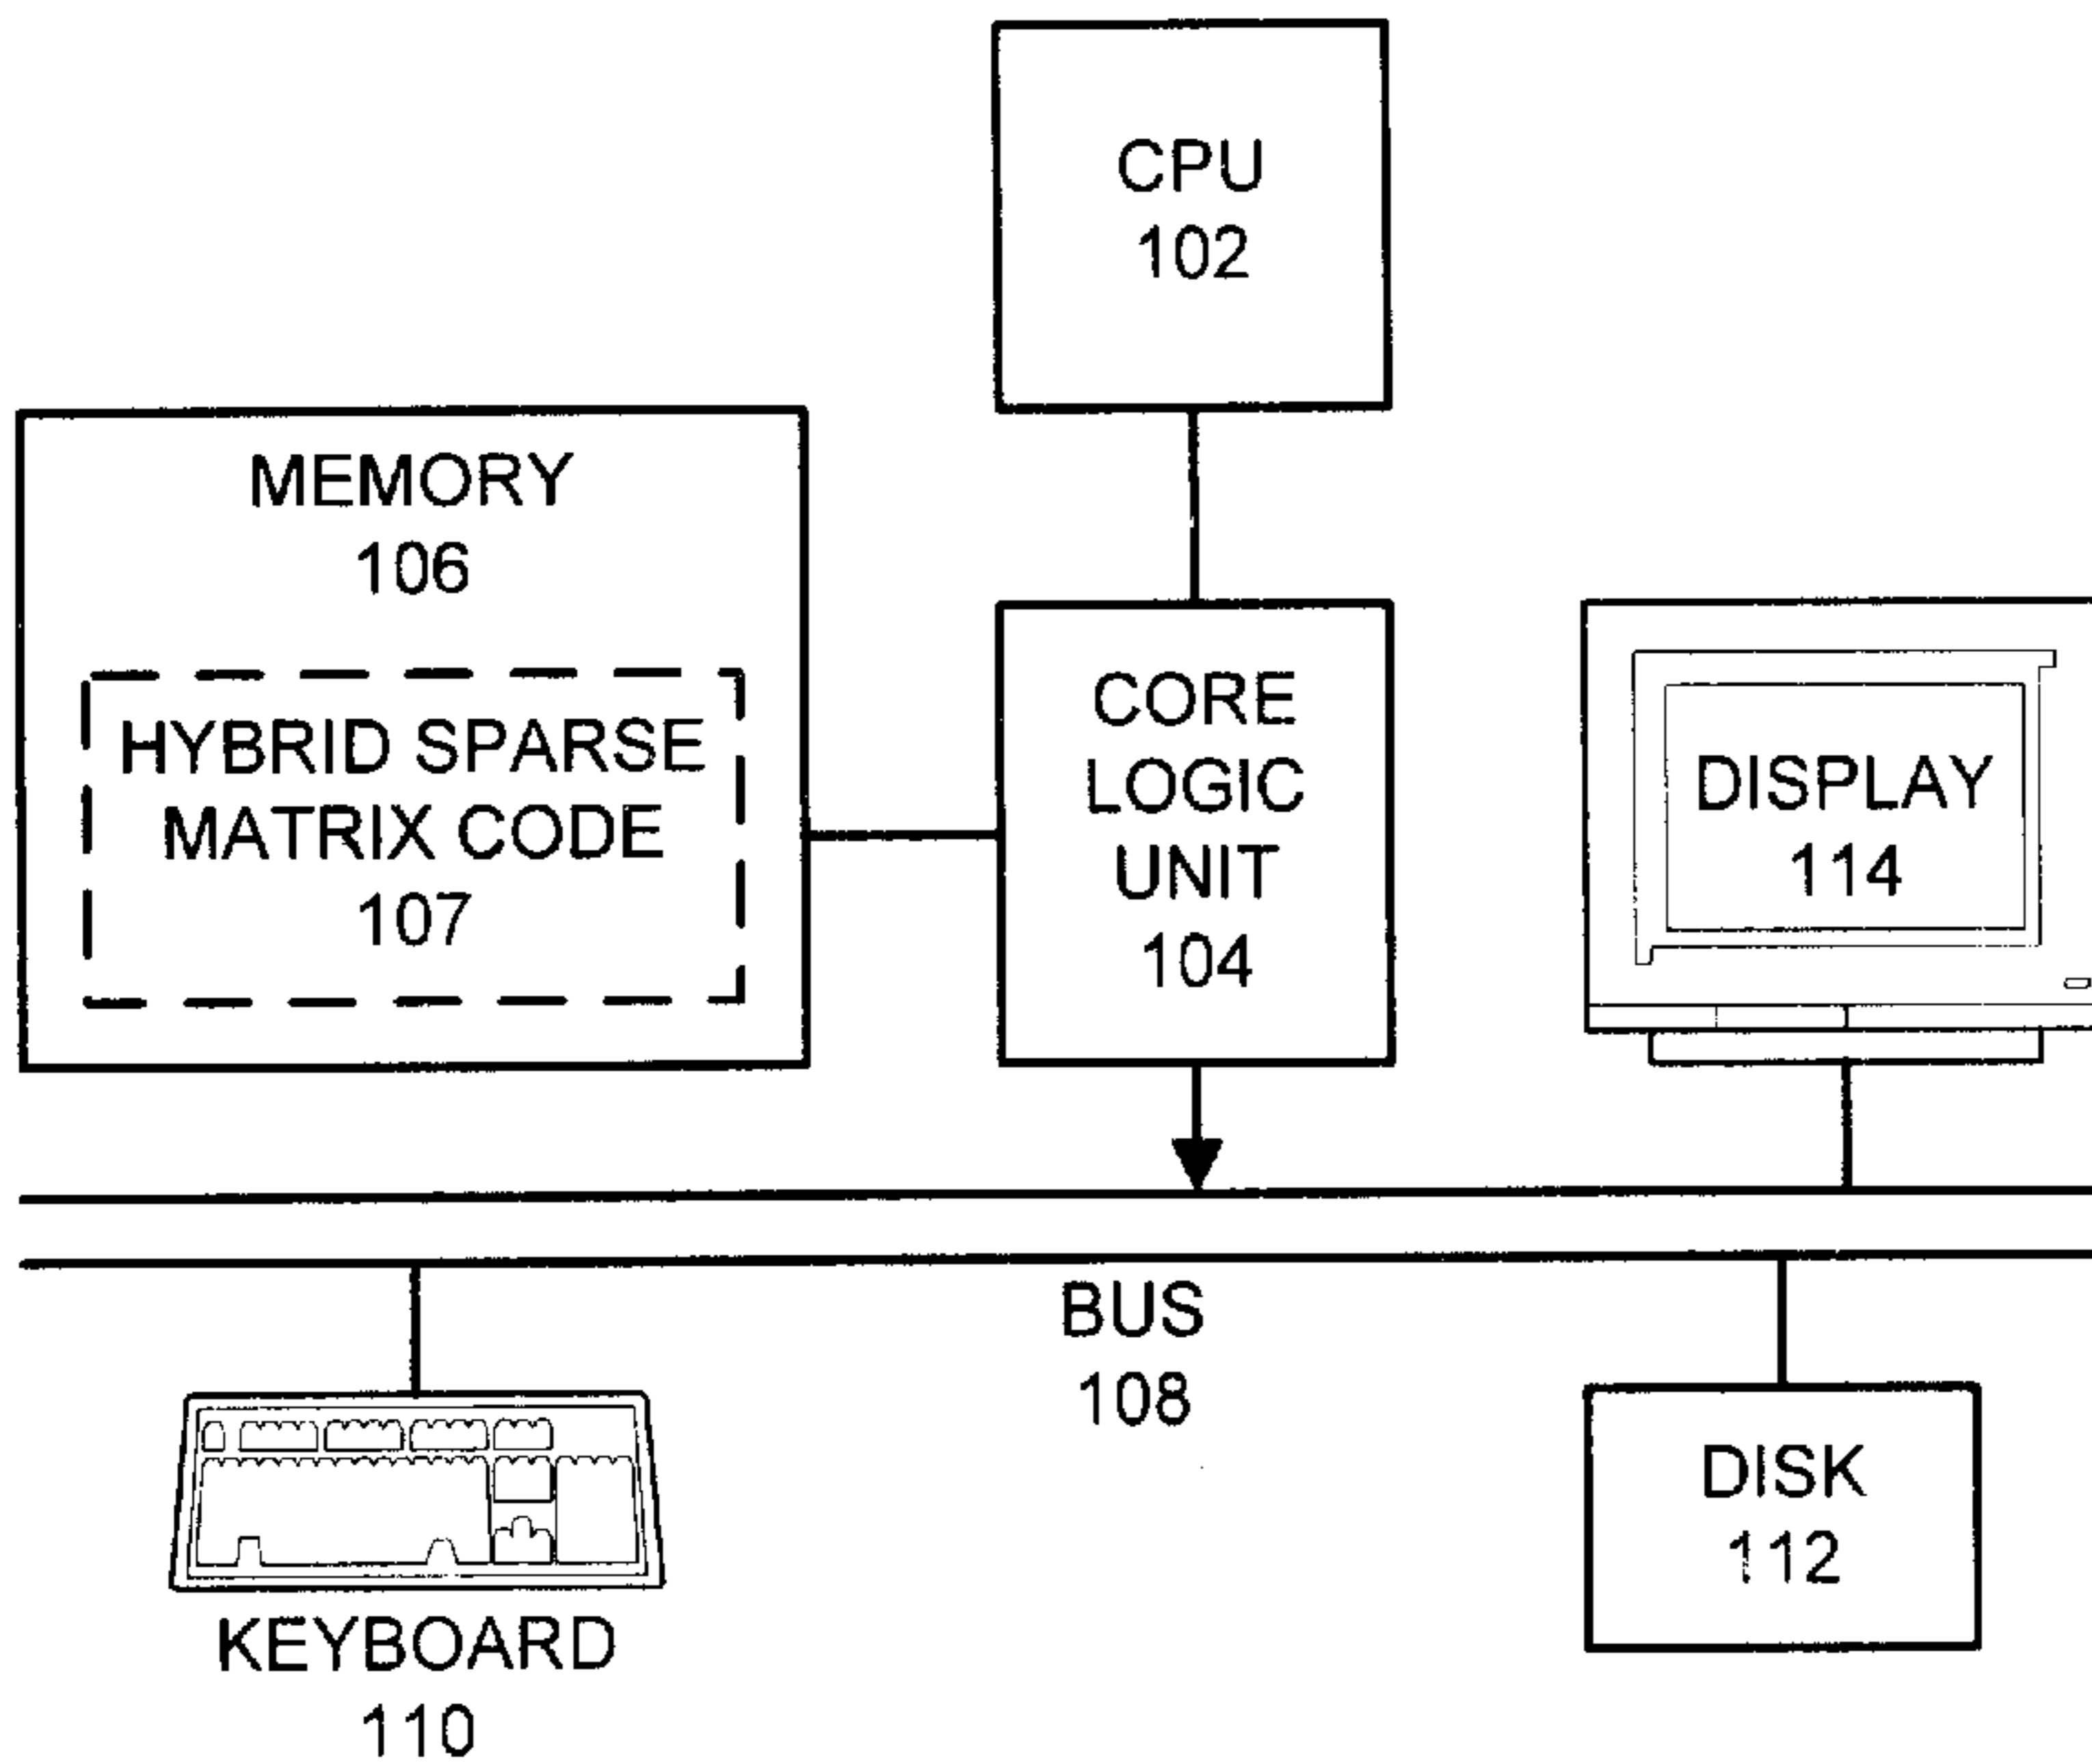 CPU
102
MEMORY
106
HYBRID SPARSE
MATRIX CODE
107
CORE
LOGIC
UNIT
104
DISPLAY
114
BUS
108
KEYBOARD
110
DISK
112